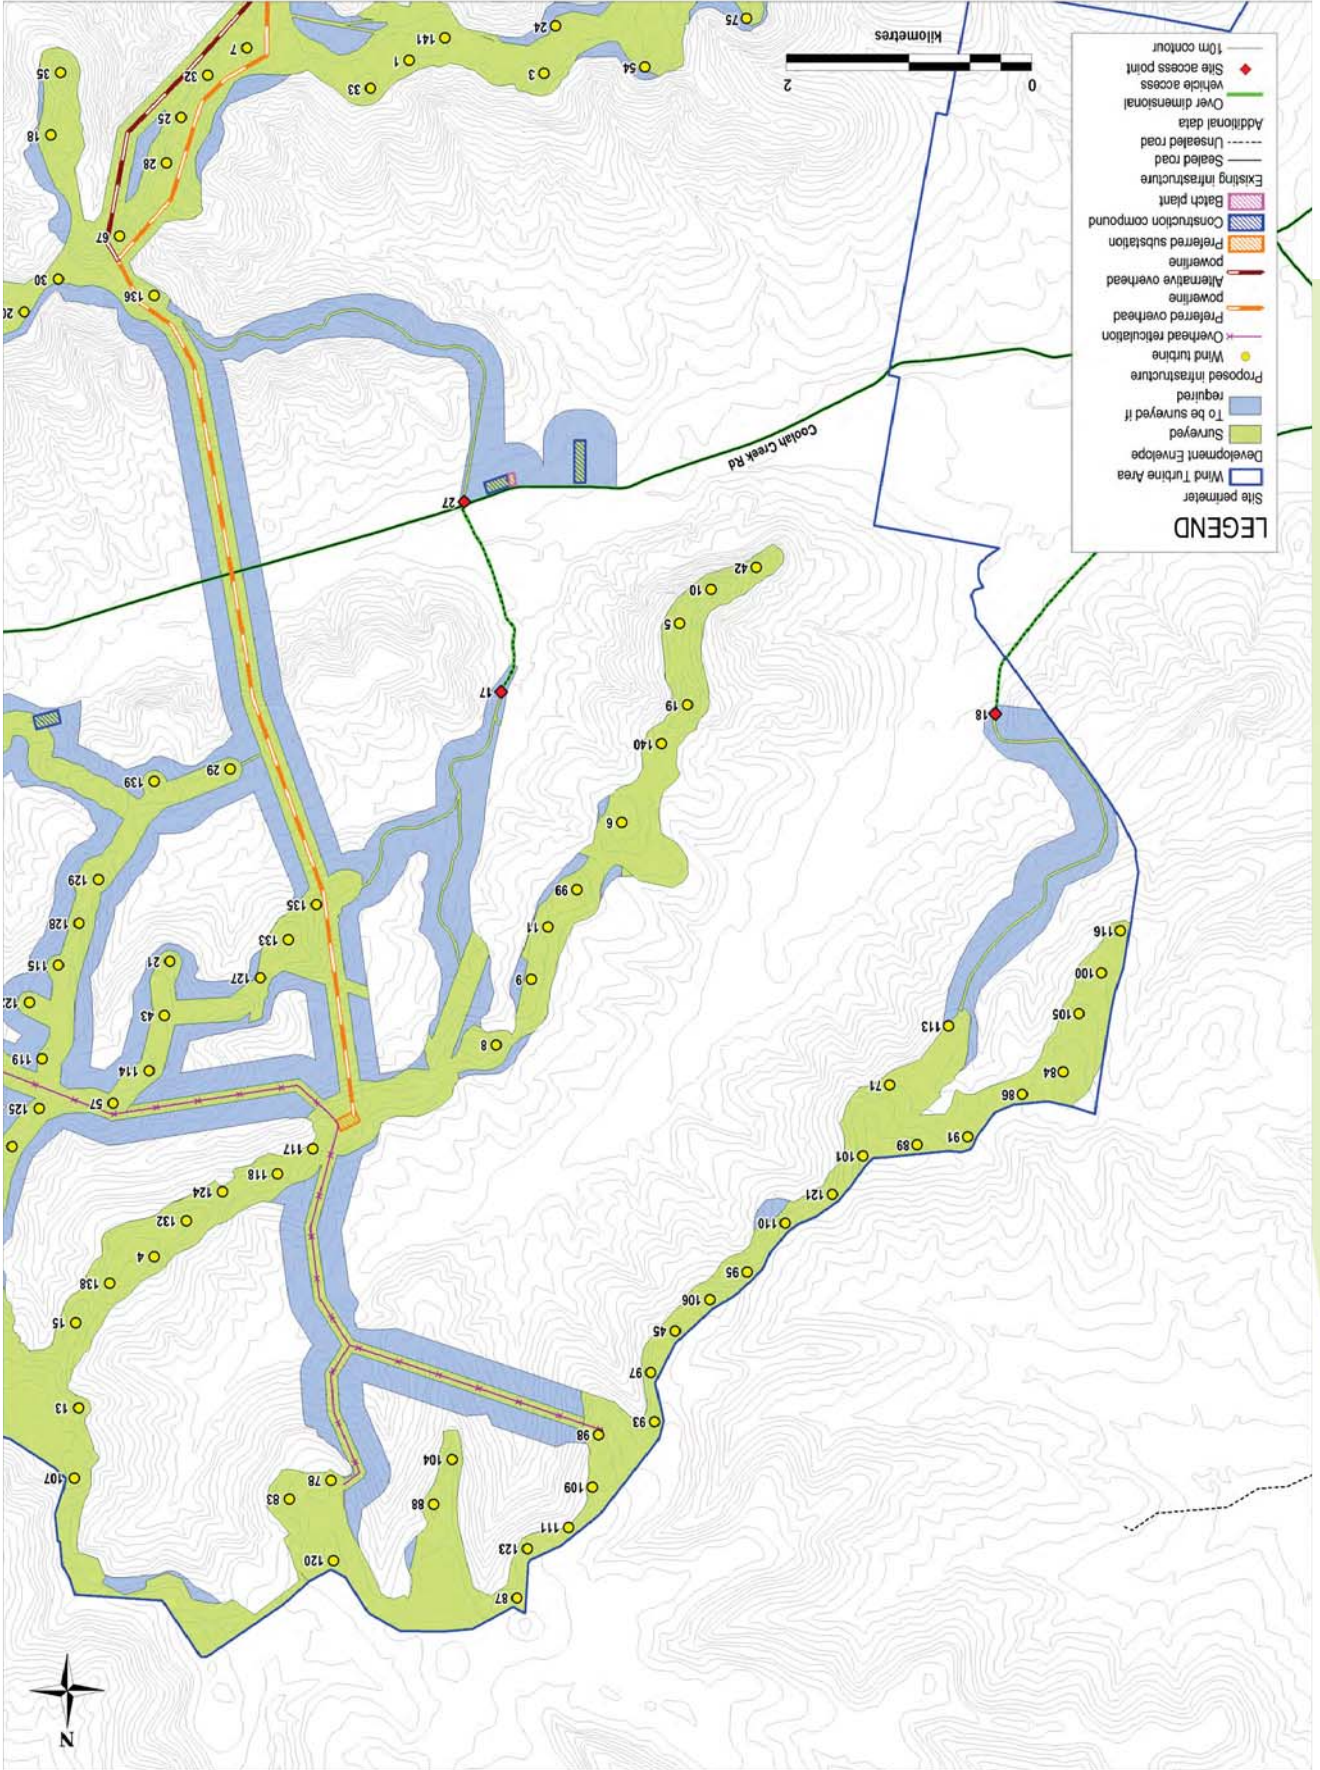 N
87
120
123
111
88
83
109
107
104
78
98
93
13
97
45
15
106
138
95
4
110
132
121
124
118
101
117
89
91
125
57
86
71
84
114
119
8
113
105
43
9
100
127
21
115
133
11
116
128
135
99
129
6
139
29
140
18
19
17
5
10
42
27
Coolah Creek Rd
LEGEND
Site perimeter
Wind Turbine Area
Development Envelope
Surveyed
To be surveyed if
required
Proposed infrastructure
Wind turbine
Overhead reticulation
Preferred overhead
powerline
Alternative overhead
powerline
Preferred substation
Construction compound
Batch plant
Existing infrastructure
Sealed road
Unsealed road
Additional data
Over dimensional
vehicle access
Site access point
10m contour
136
30
67
28
18
25
0 2
kilometres
33
32
35
3
54
1
7
141
24
75